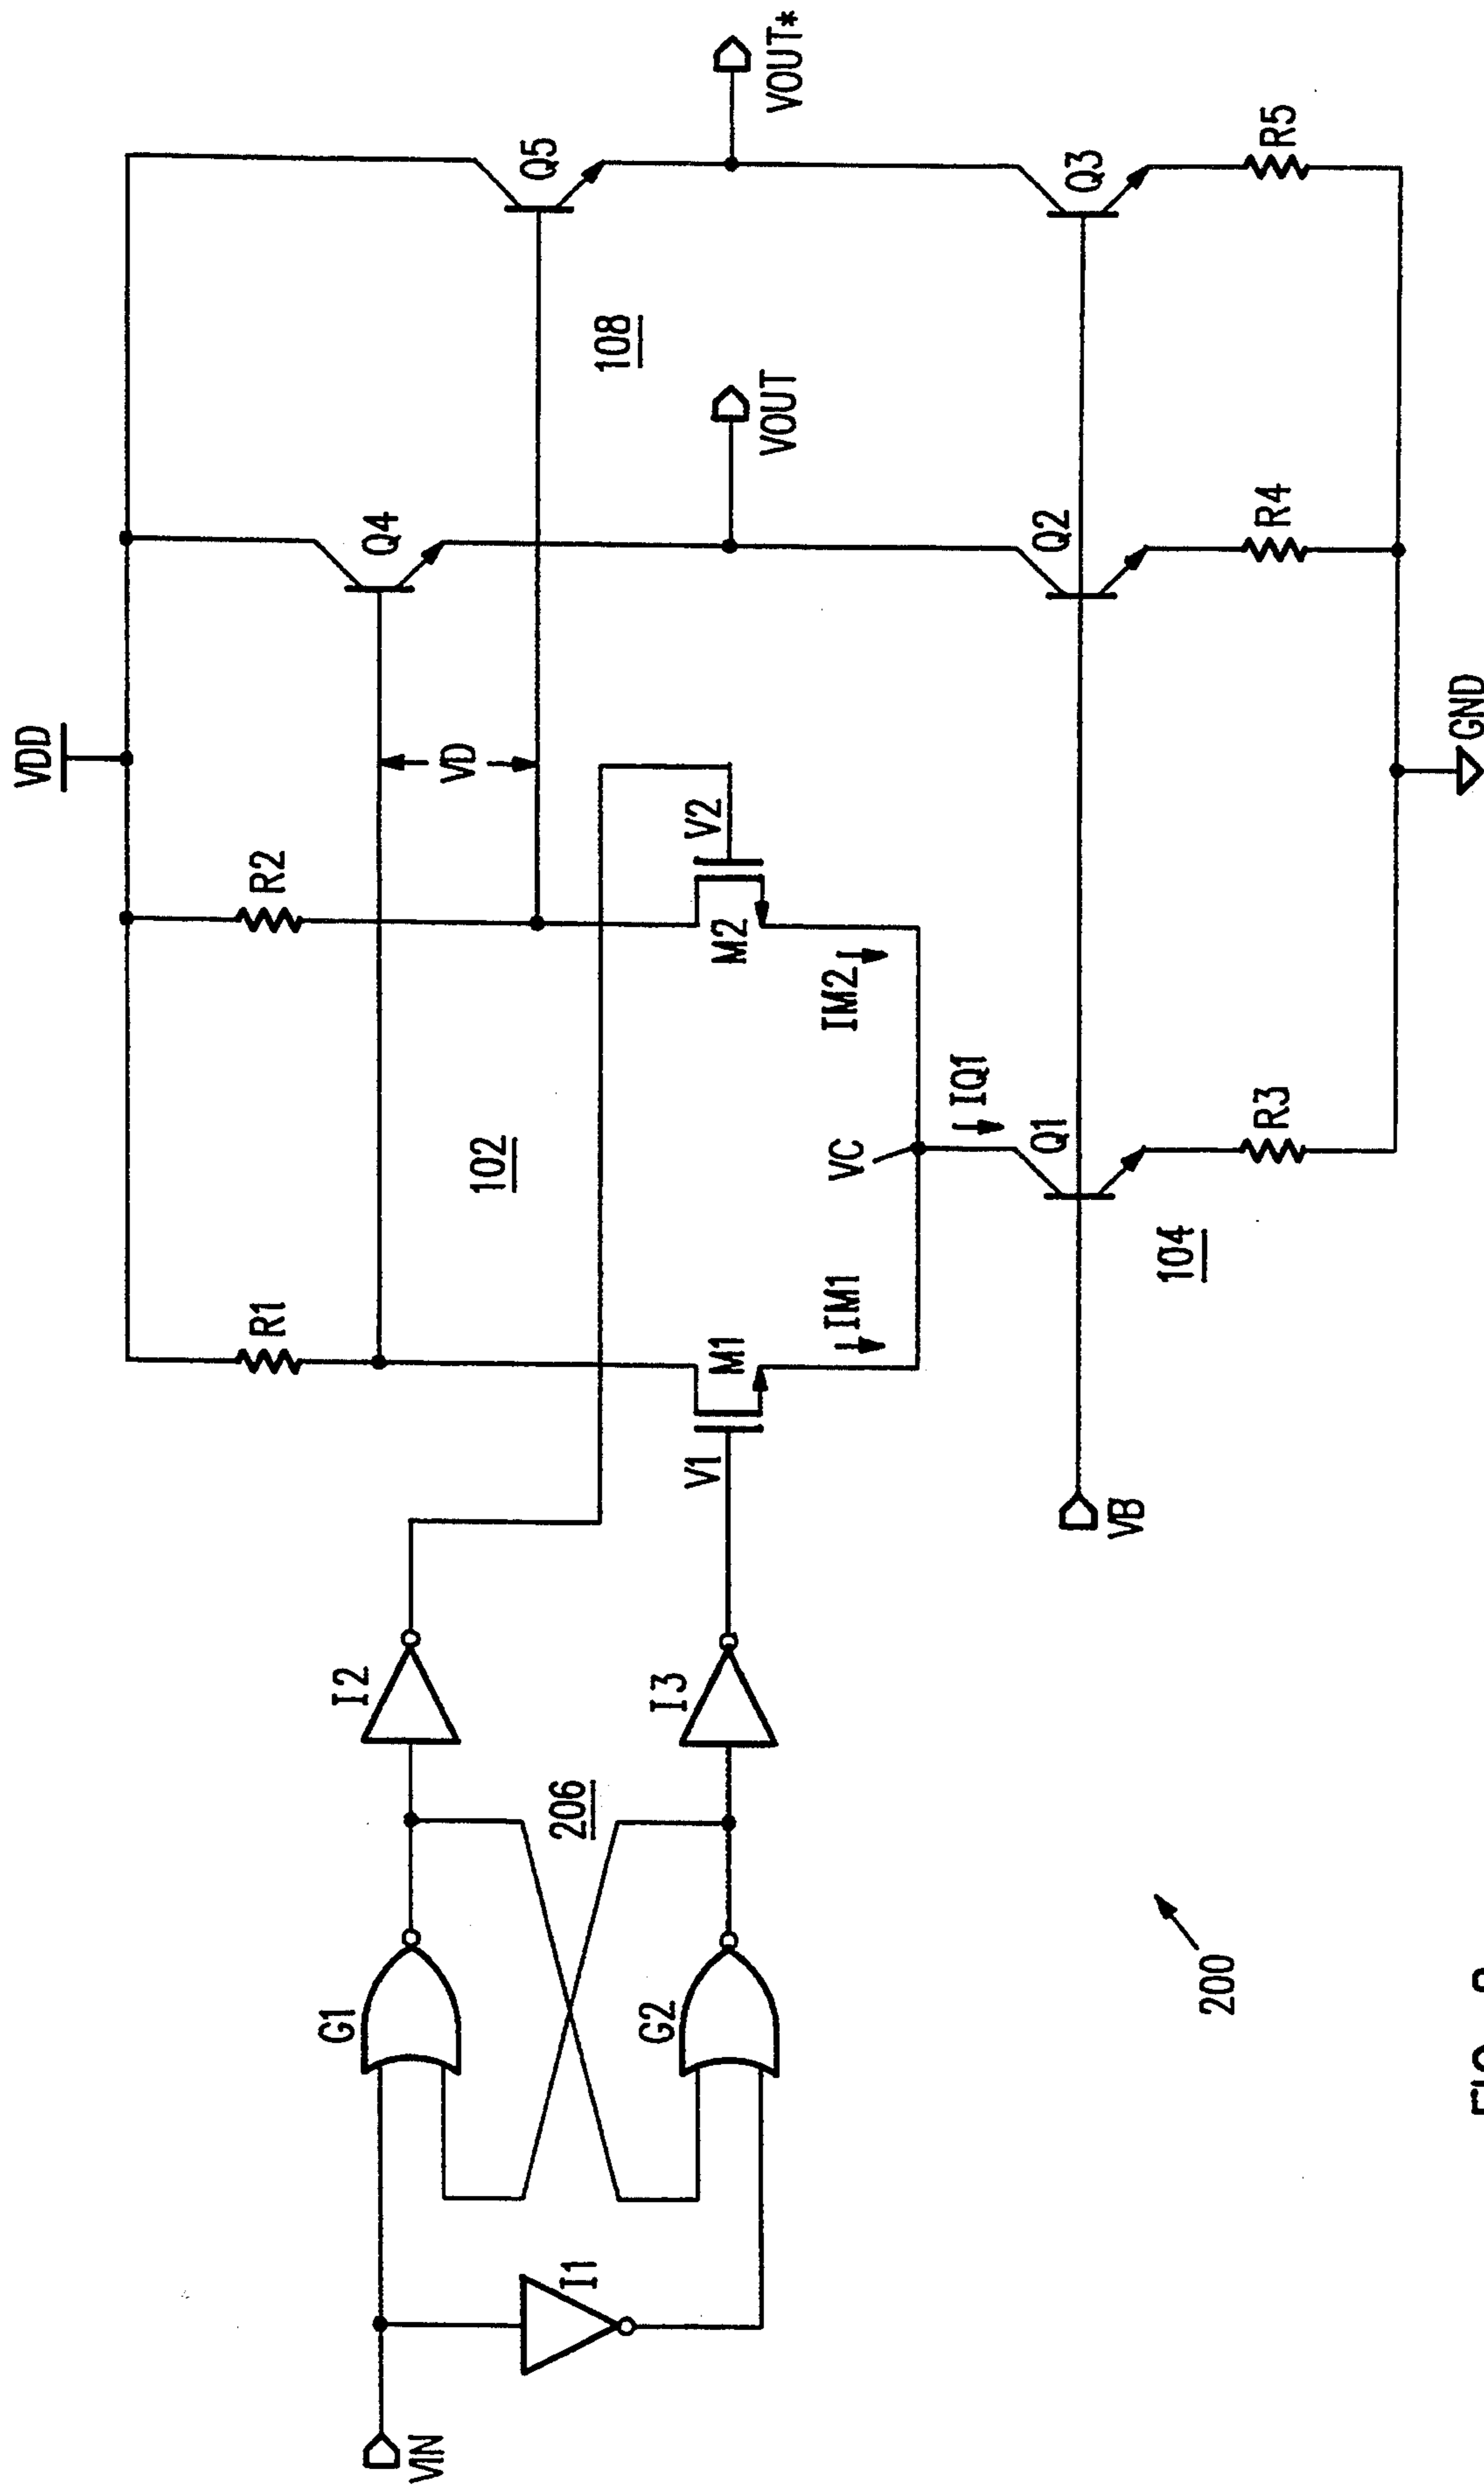 VDD
R1
R2
Q4
Q5
VD
102
108
VOUT
VOUT*
G1
I2
206
G2
I3
I1
VIN
V1
M1
V2
M2
IM1
IM2
VC
IQ1
Q1
Q2
Q3
104
VB
R3
R4
R5
GND
200